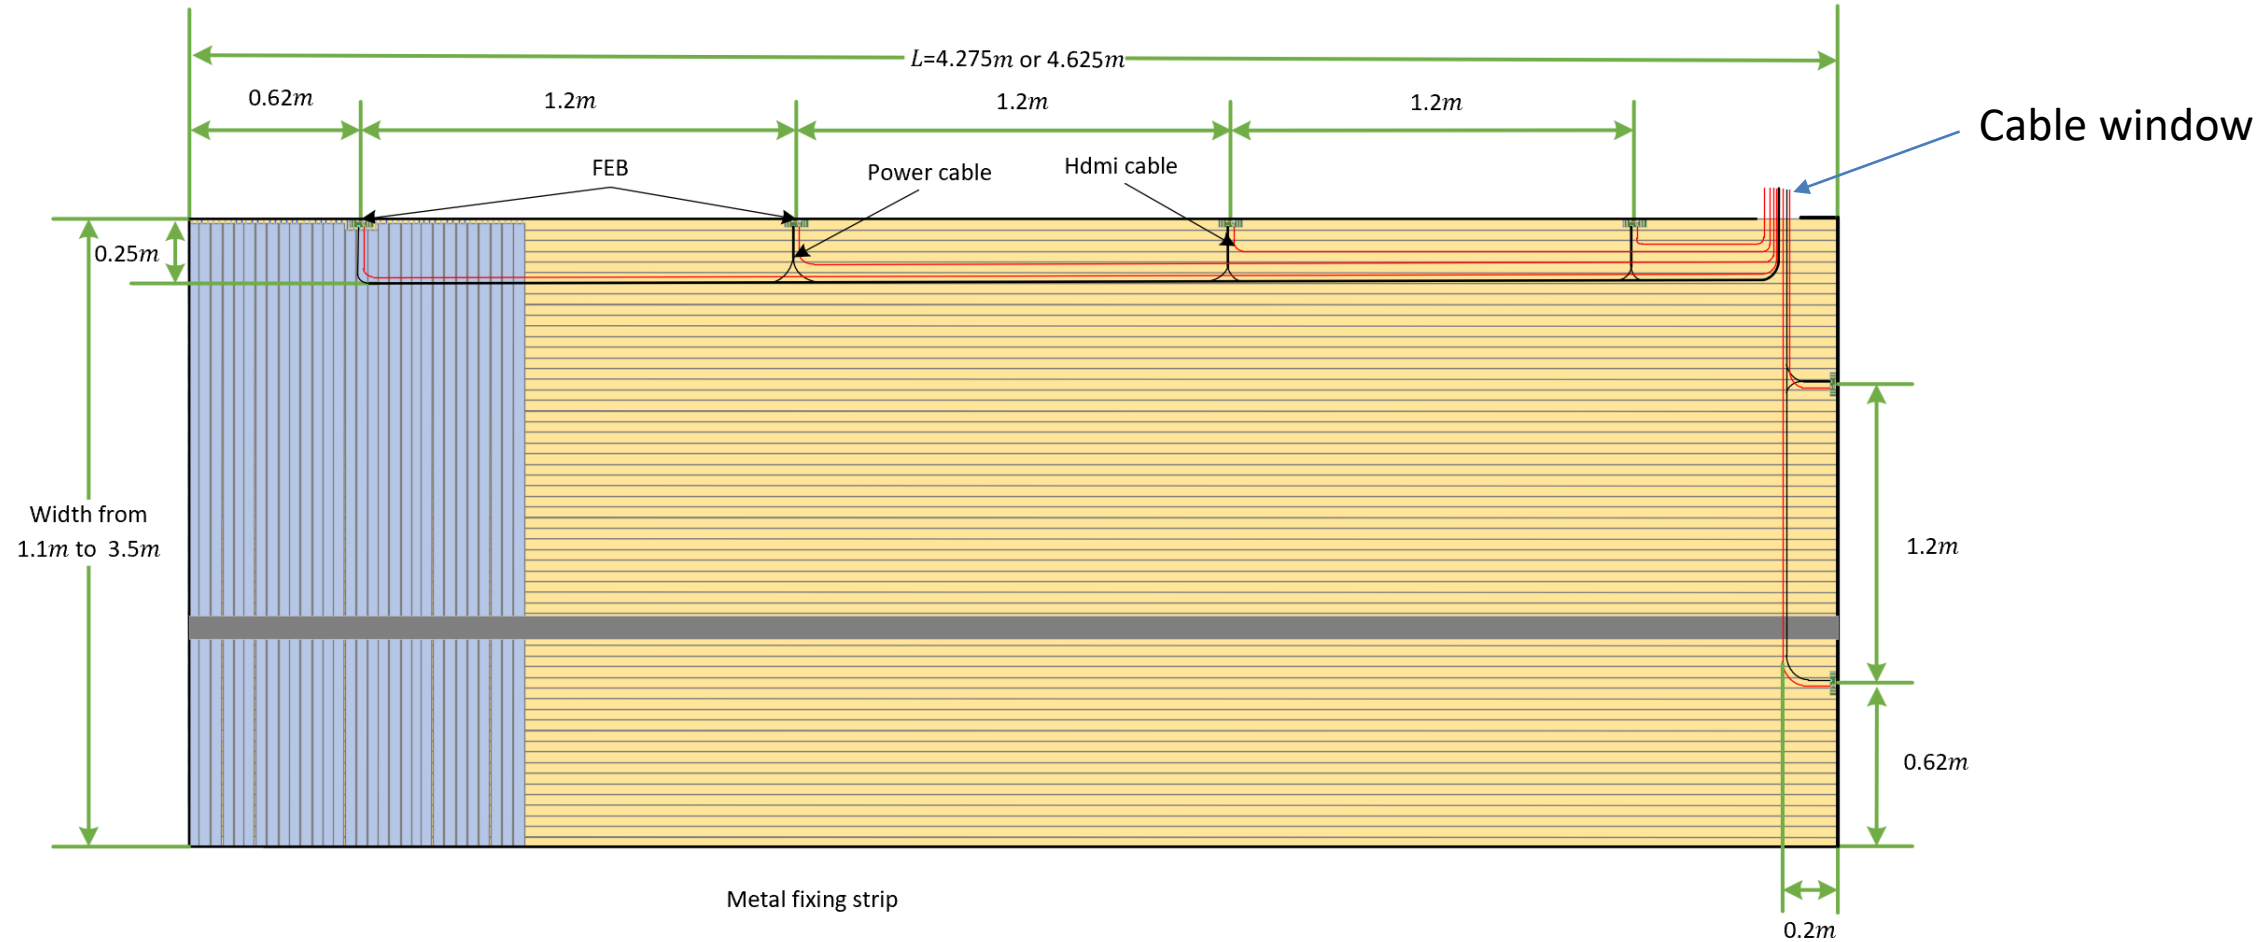 L=4.275m or 4.625m
0.62m
1.2m
1.2m
1.2m
Cable window
FEB
Power cable
Hdmi cable
0.25m
Width from
1.1m to 3.5m
1.2m
0.62m
Metal fixing strip
0.2m